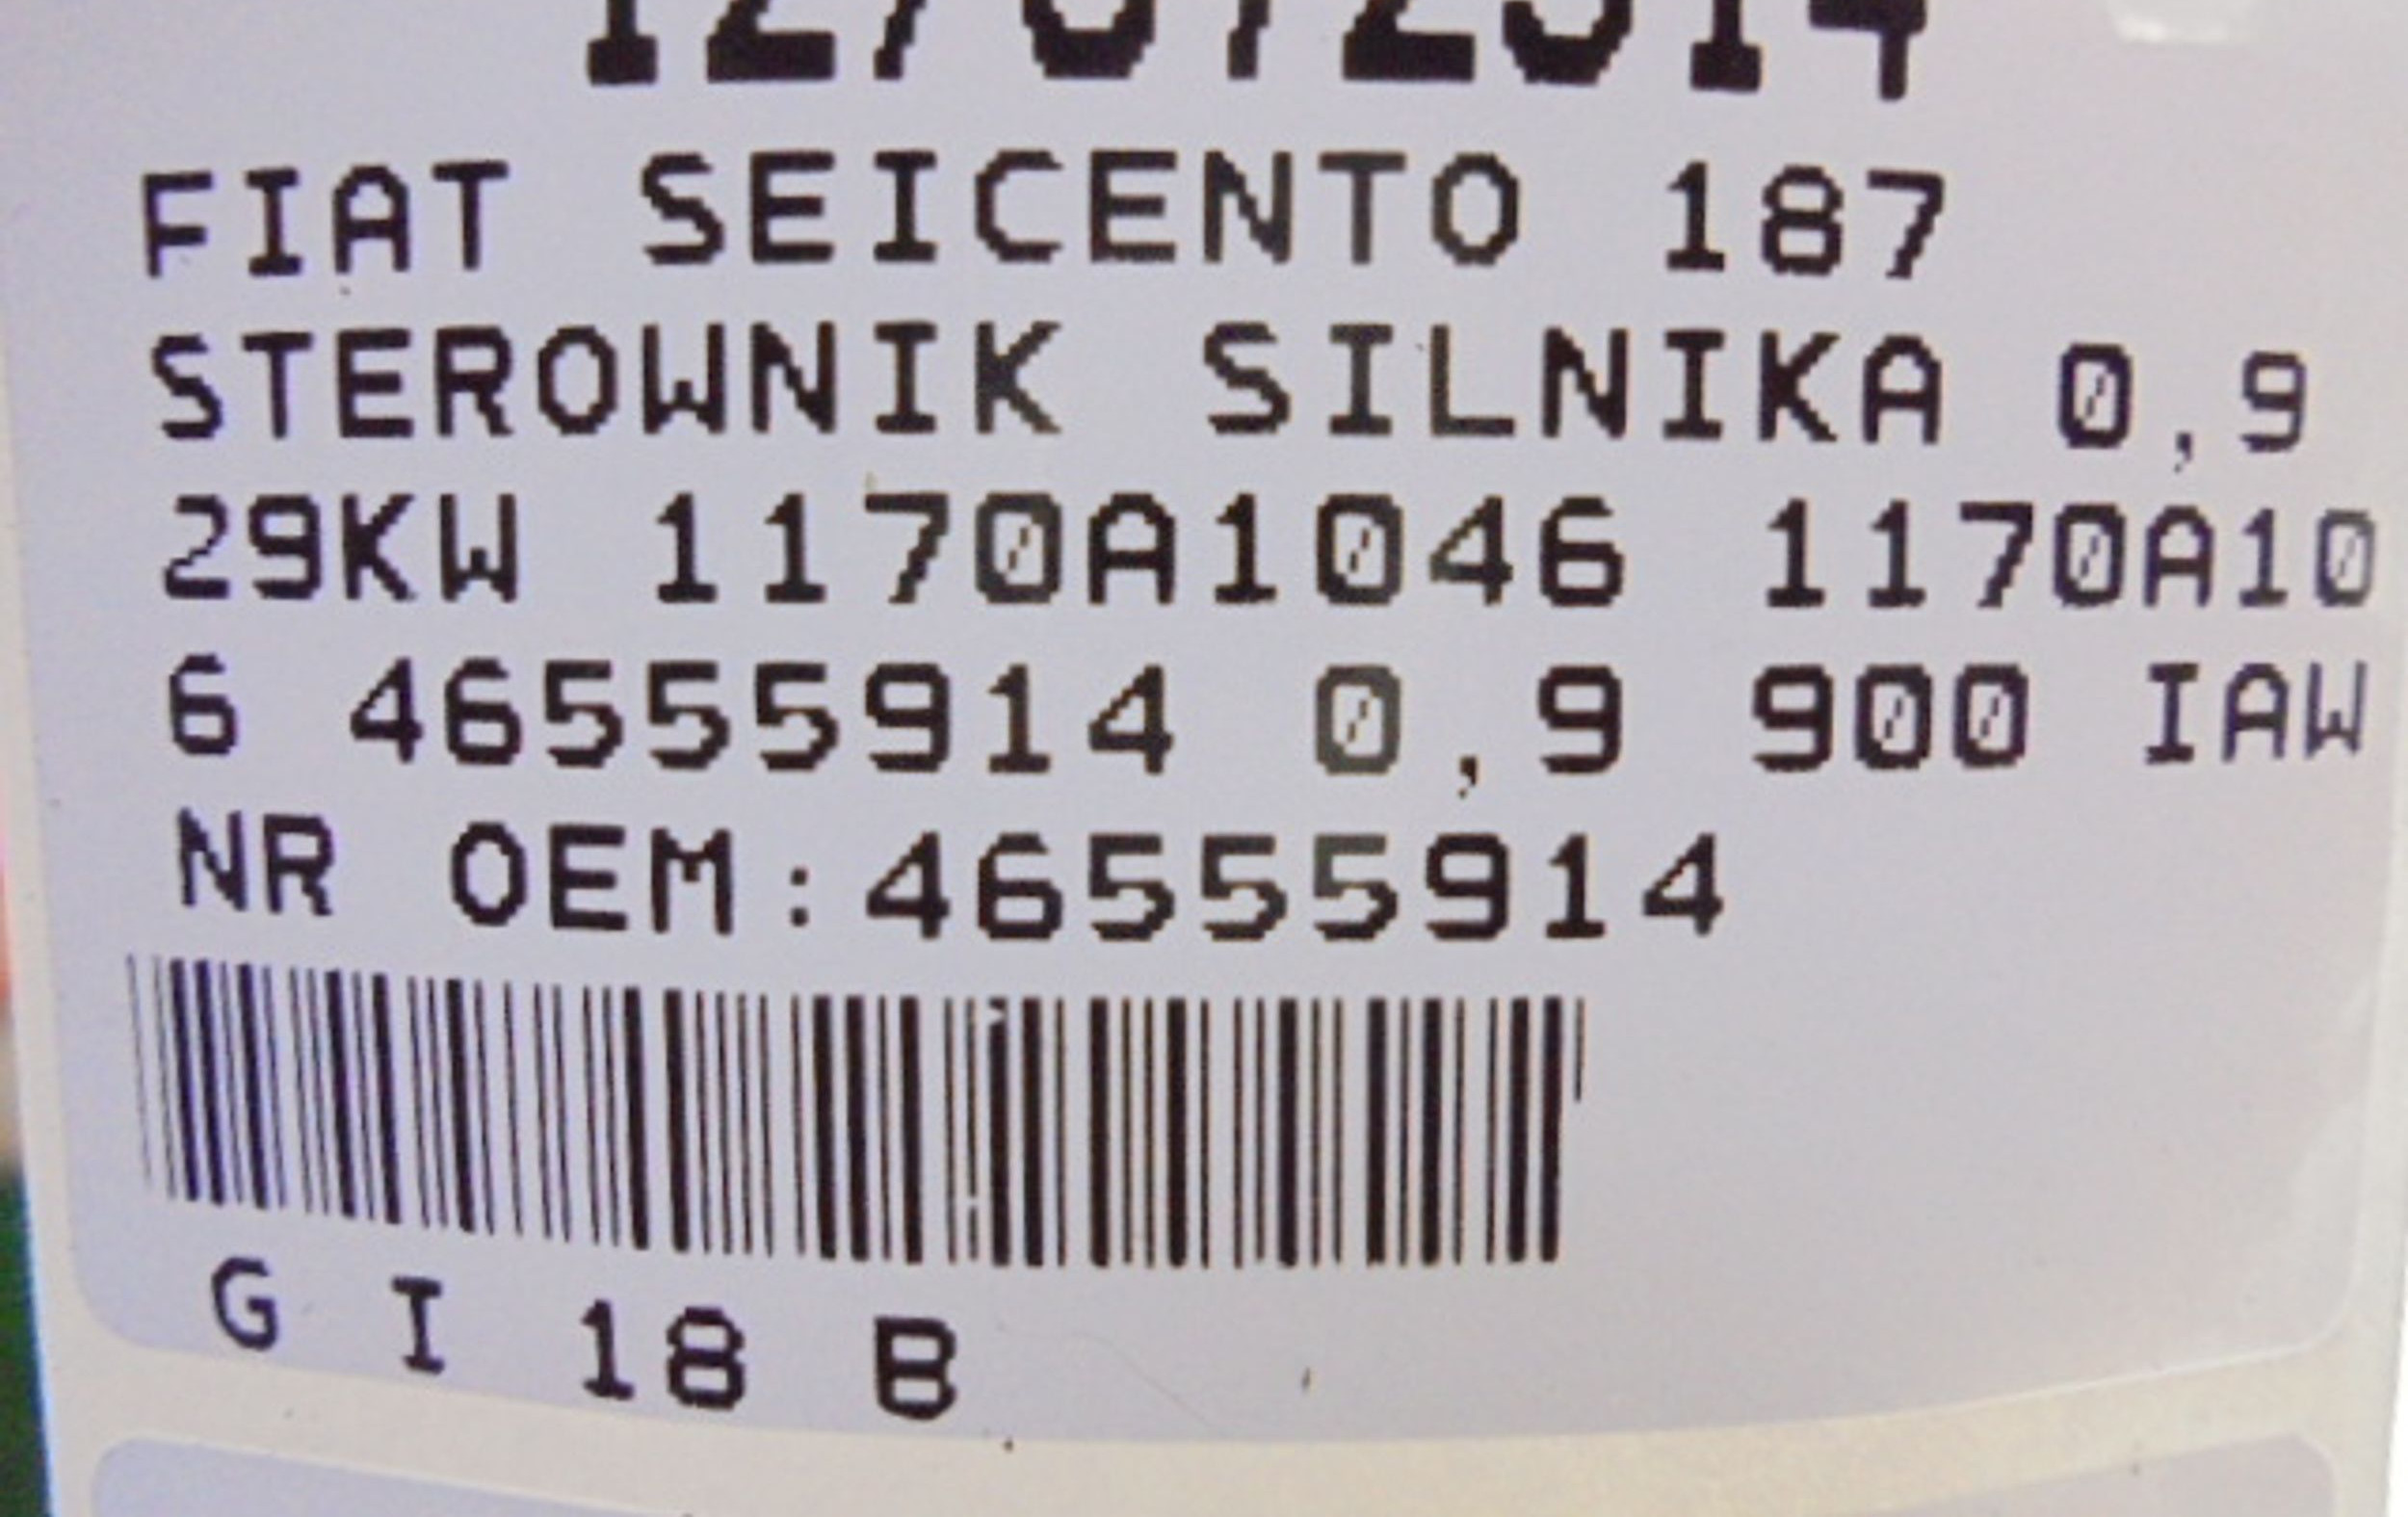 FIAT SEICENTO 187
STEROWNIK SILNIKA 0,9
29KW 1170A1046 1170A10
6 46555914 0,9 900 IAW
NR OEM:46555914
G I 18 B